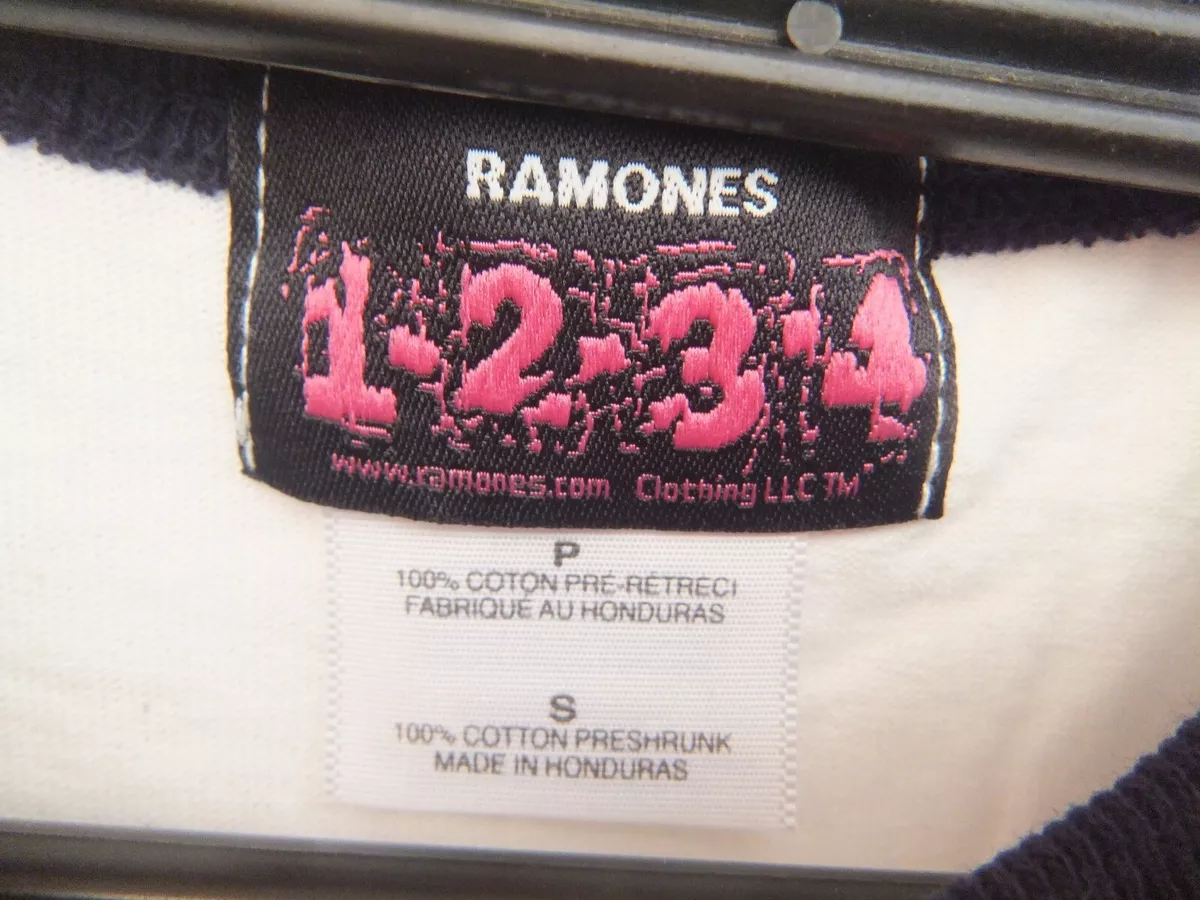 RAMONES
1-2-3-4
www.ramones.com Clothing LLC TM
P
100% COTON PRÉ-RÉTRECI
FABRIQUE AU HONDURAS
S
100% COTTON PRESHRUNK
MADE IN HONDURAS